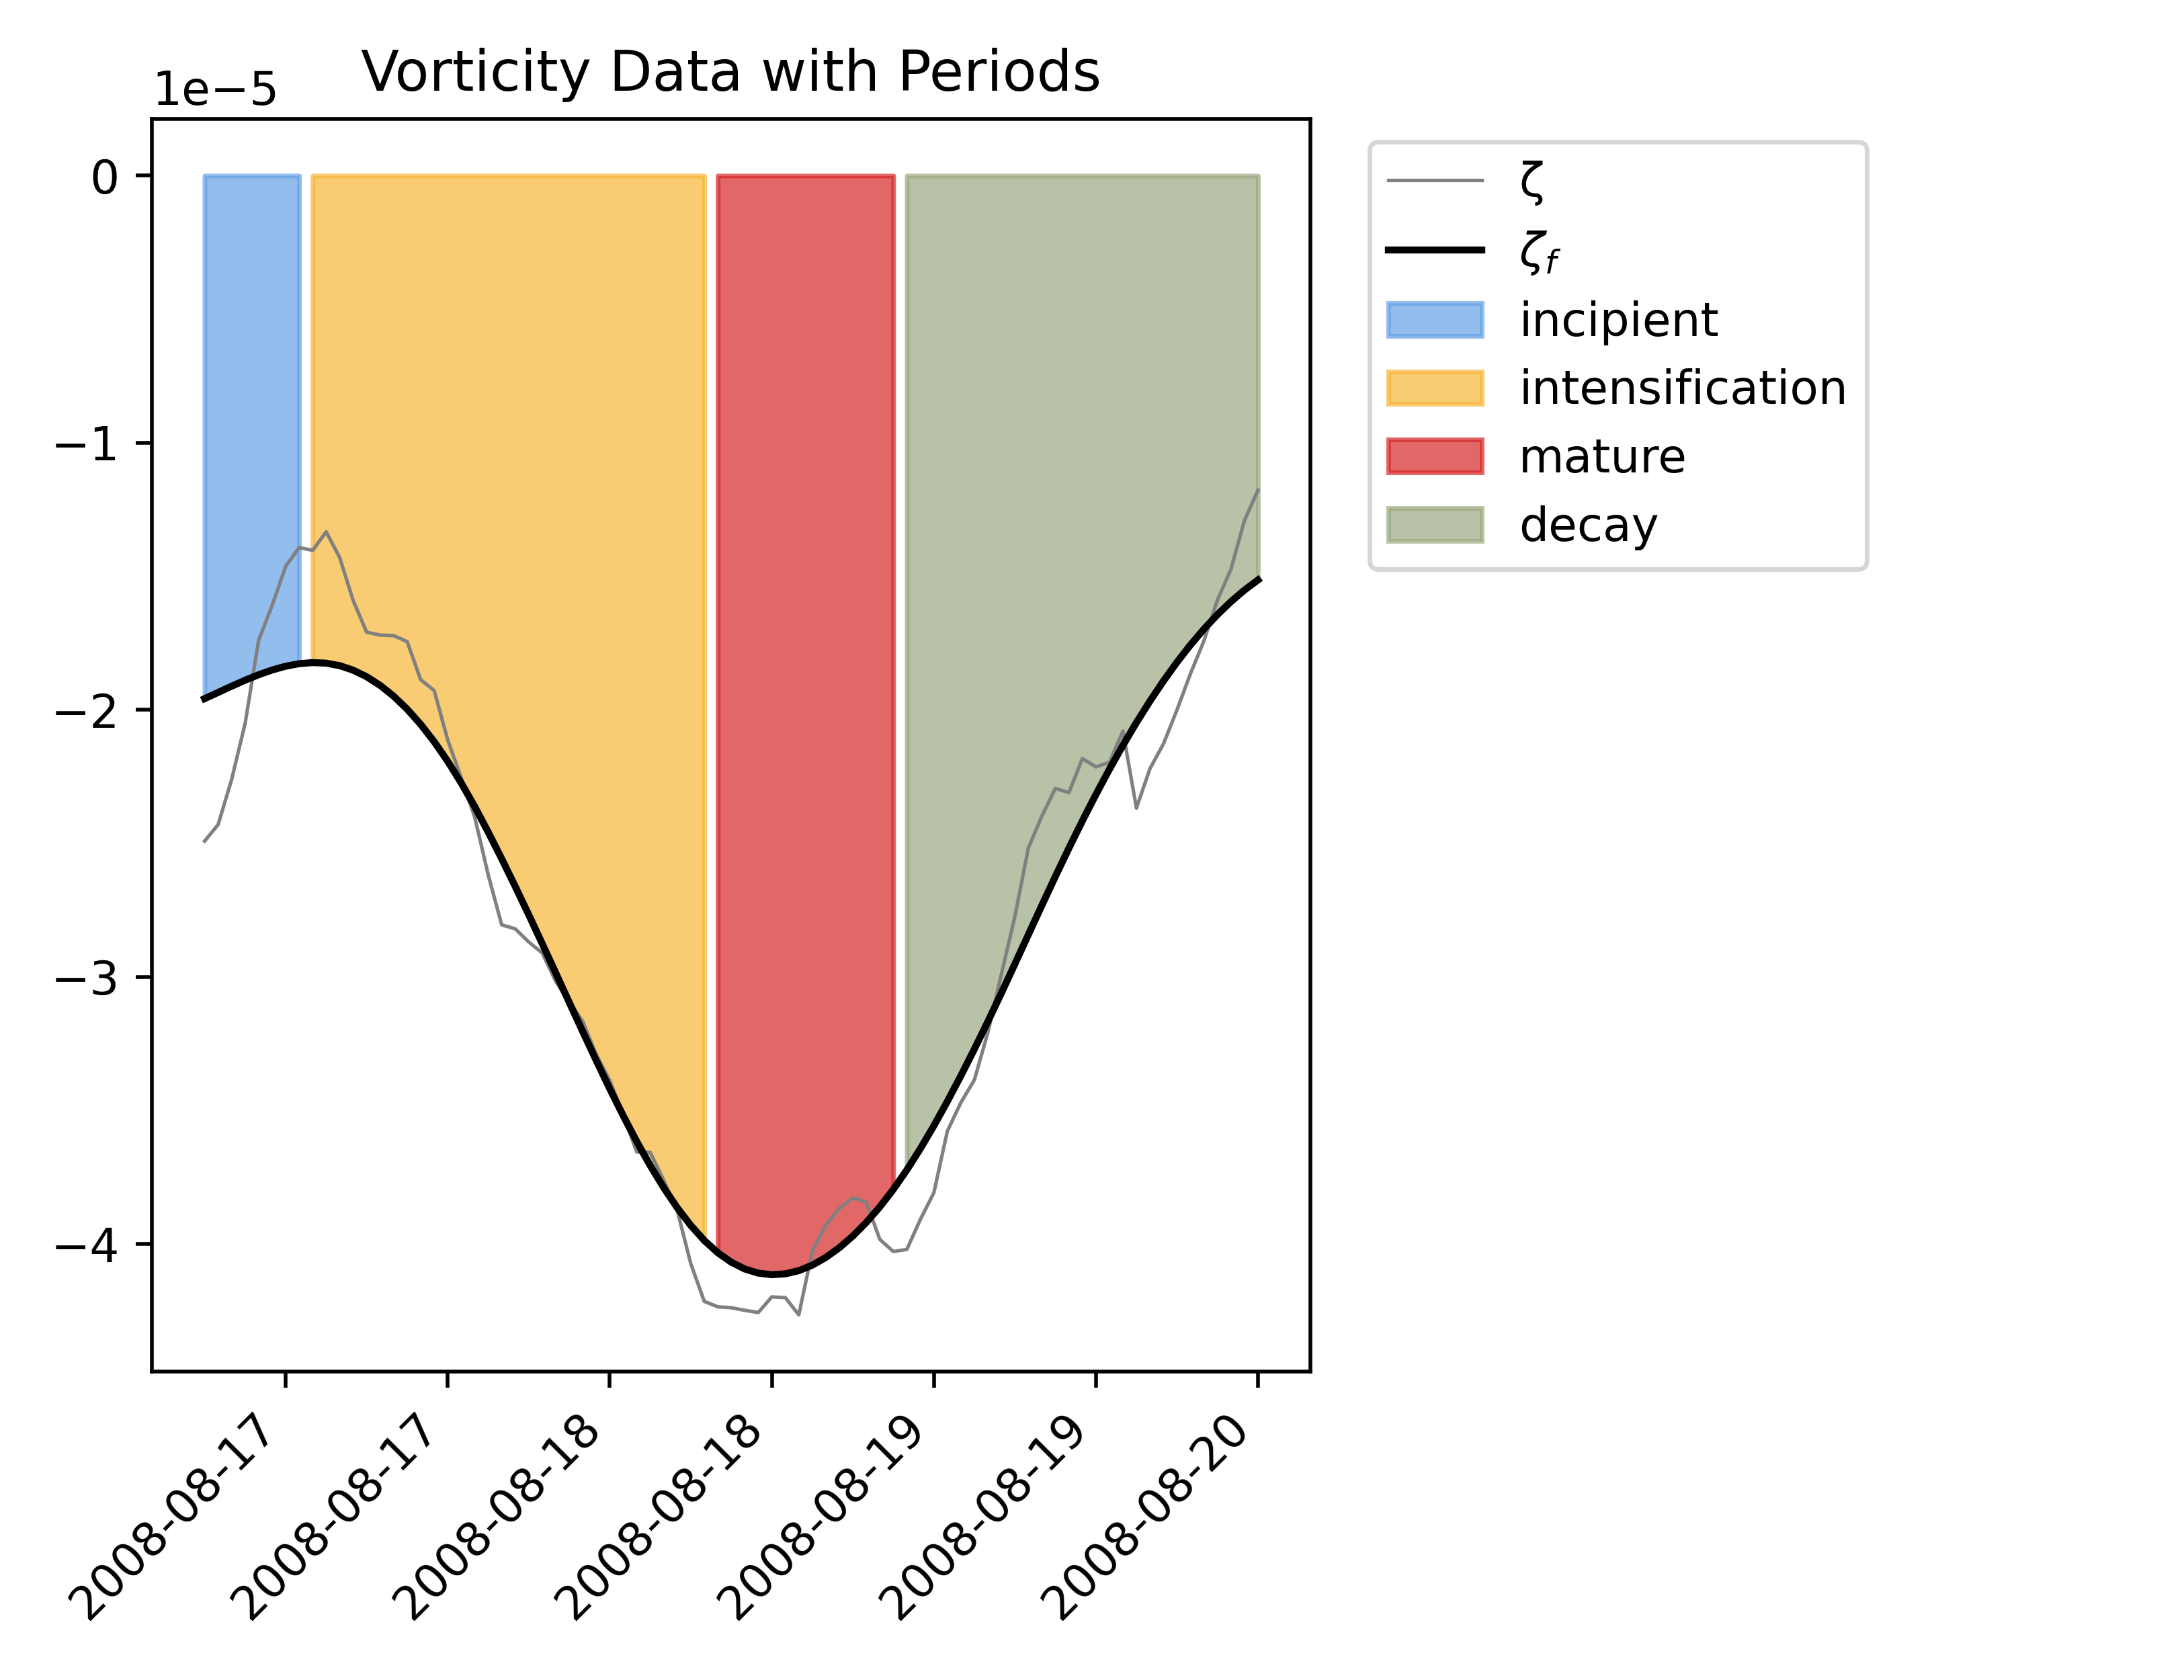 Vorticity Data with Periods
1e−5
0
−1
−2
−3
−4
2008-08-17
2008-08-17
2008-08-18
2008-08-18
2008-08-19
2008-08-19
2008-08-20
ζ
ζf
incipient
intensification
mature
decay